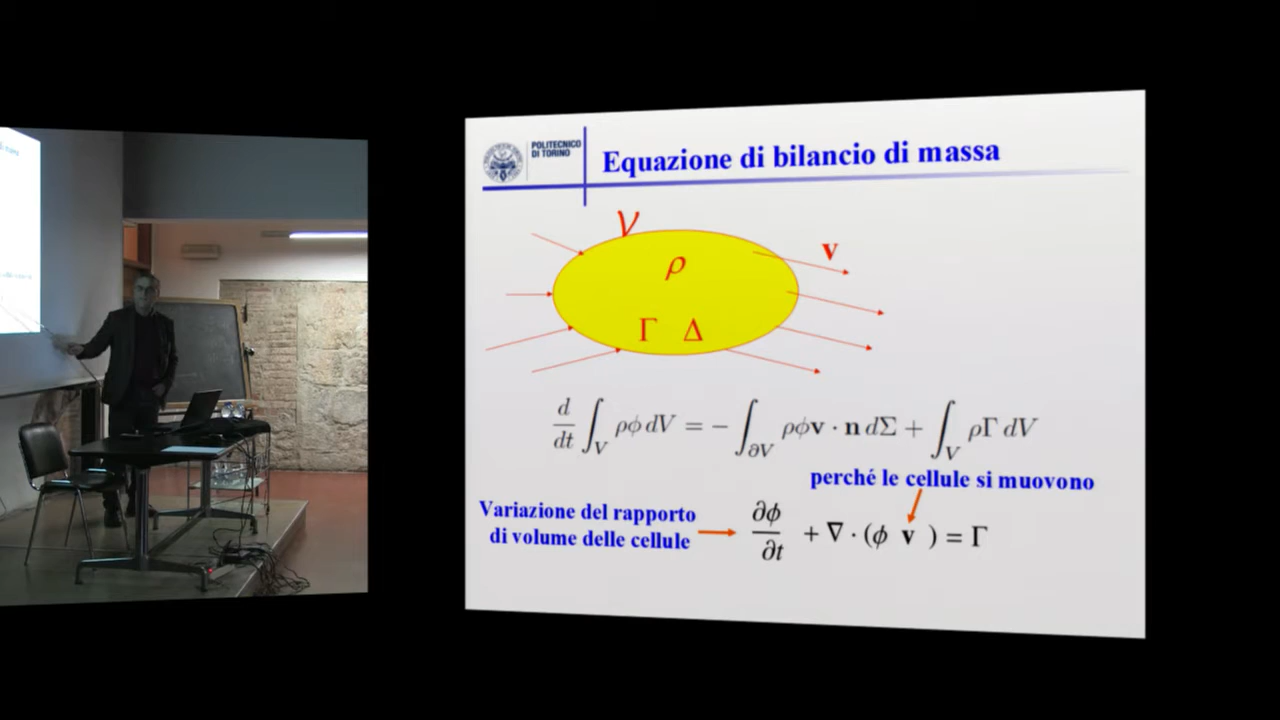 POLITECNICO
DI TORINO
Equazione di bilancio di massa
V
ρ
v
Γ Δ
d/dt ∫_V ρϕ dV = − ∫_∂V ρϕ𝐯 · 𝐧 dΣ + ∫_V ρΓ dV
perché le cellule si muovono
Variazione del rapporto
di volume delle cellule
∂ϕ/∂t + ∇ · (ϕ 𝐯 ) = Γ